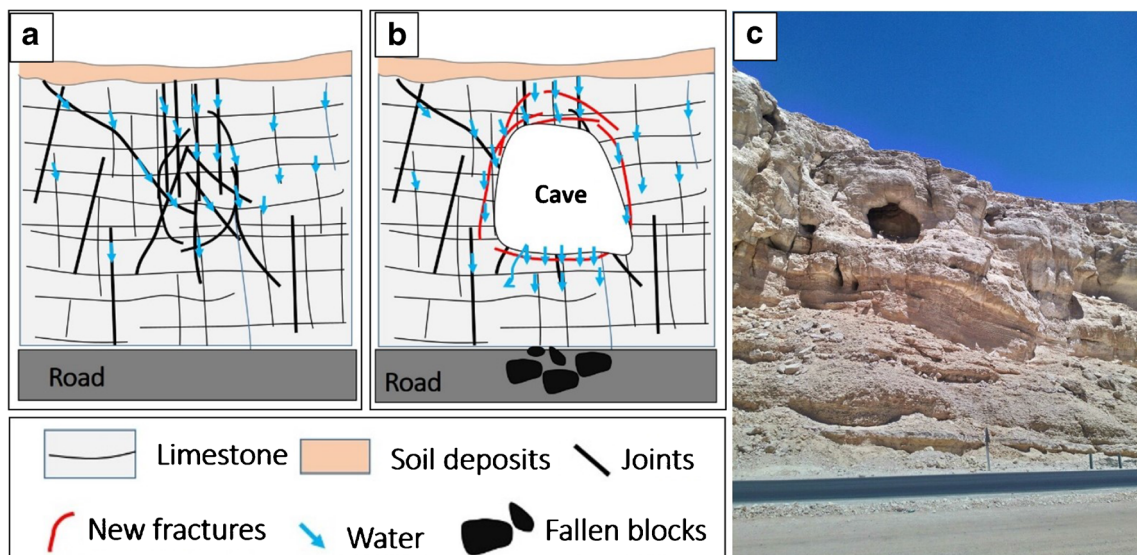 a
b
c
Cave
Road
Road
Limestone
Soil deposits
Joints
New fractures
Water
Fallen blocks